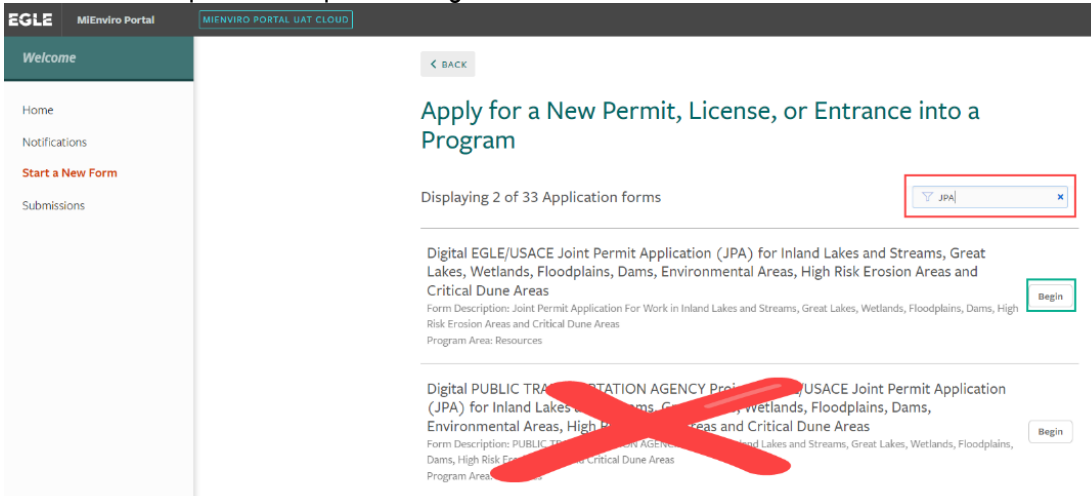 EGLE MiEnviro Portal MIENVIRO PORTAL UAT CLOUD
Welcome
Home
Notifications
Start a New Form
Submissions
BACK
Apply for a New Permit, License, or Entrance into a
Program
Displaying 2 of 33 Application forms
JPA
Digital EGLE/USACE Joint Permit Application (JPA) for Inland Lakes and Streams, Great
Lakes, Wetlands, Floodplains, Dams, Environmental Areas, High Risk Erosion Areas and
Critical Dune Areas
Form Description: Joint Permit Application For Work in Inland Lakes and Streams, Great Lakes, Wetlands, Floodplains, Dams, High
Risk Erosion Areas and Critical Dune Areas
Program Area: Resources
Begin
Digital PUBLIC AGENCY /USACE Joint Permit Application
(JPA) for Inland Lakes Wetlands, Floodplains, Dams,
Environmental Areas, High and Critical Dune Areas
Form Description: PUBLIC Lakes and Streams, Great Lakes, Wetlands, Floodplains,
Dams, High Risk Critical Dune Areas
Program
Begin